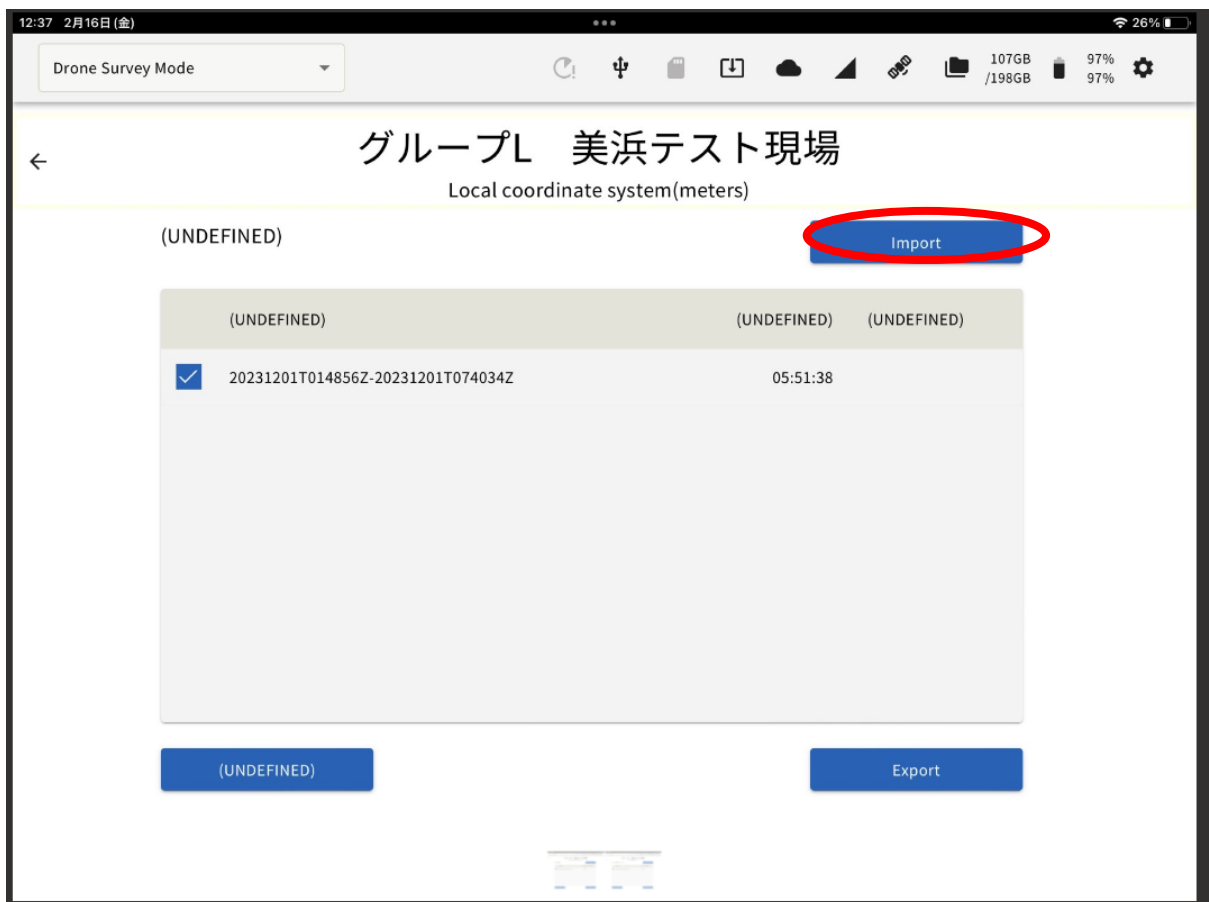 12:37 2月16日(金)
26%
Drone Survey Mode
107GB
/198GB
97%
97%
グループL　美浜テスト現場
Local coordinate system(meters)
(UNDEFINED)
Import
(UNDEFINED) (UNDEFINED) (UNDEFINED)
20231201T014856Z-20231201T074034Z 05:51:38
(UNDEFINED)
Export